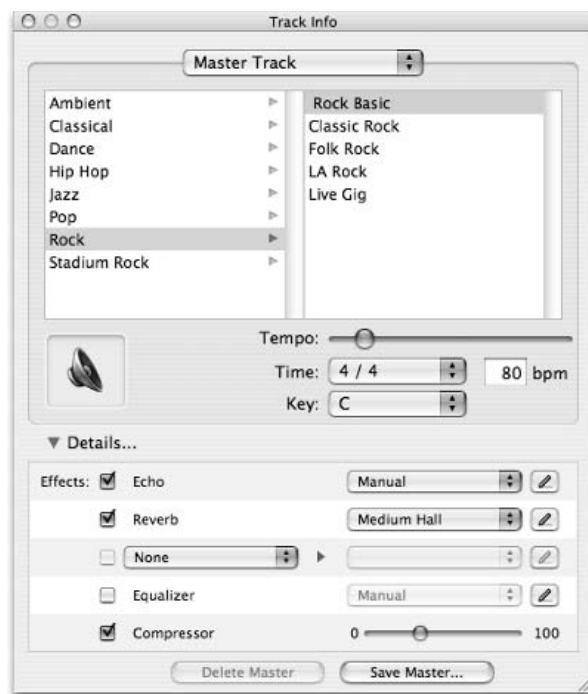 Track Info
Master Track
Ambient
Classical
Dance
Hip Hop
Jazz
Pop
Rock
Stadium Rock
Rock Basic
Classic Rock
Folk Rock
LA Rock
Live Gig
Tempo:
Time: 4 / 4 80 bpm
Key: C
Details...
Effects: Echo Manual
Reverb Medium Hall
None
Equalizer Manual
Compressor 0 100
Delete Master Save Master...